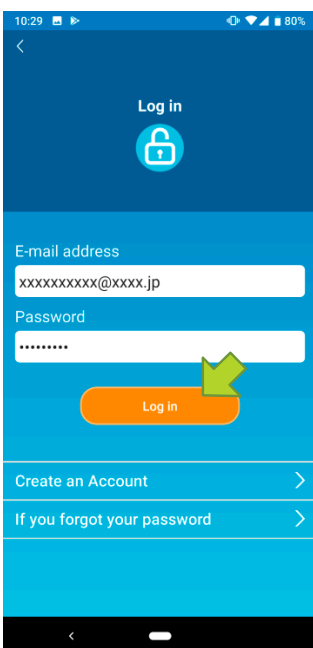 10:29 80%
Log in
E-mail address
xxxxxxxxxx@xxxx.jp
Password
•••••••••
Log in
Create an Account
If you forgot your password